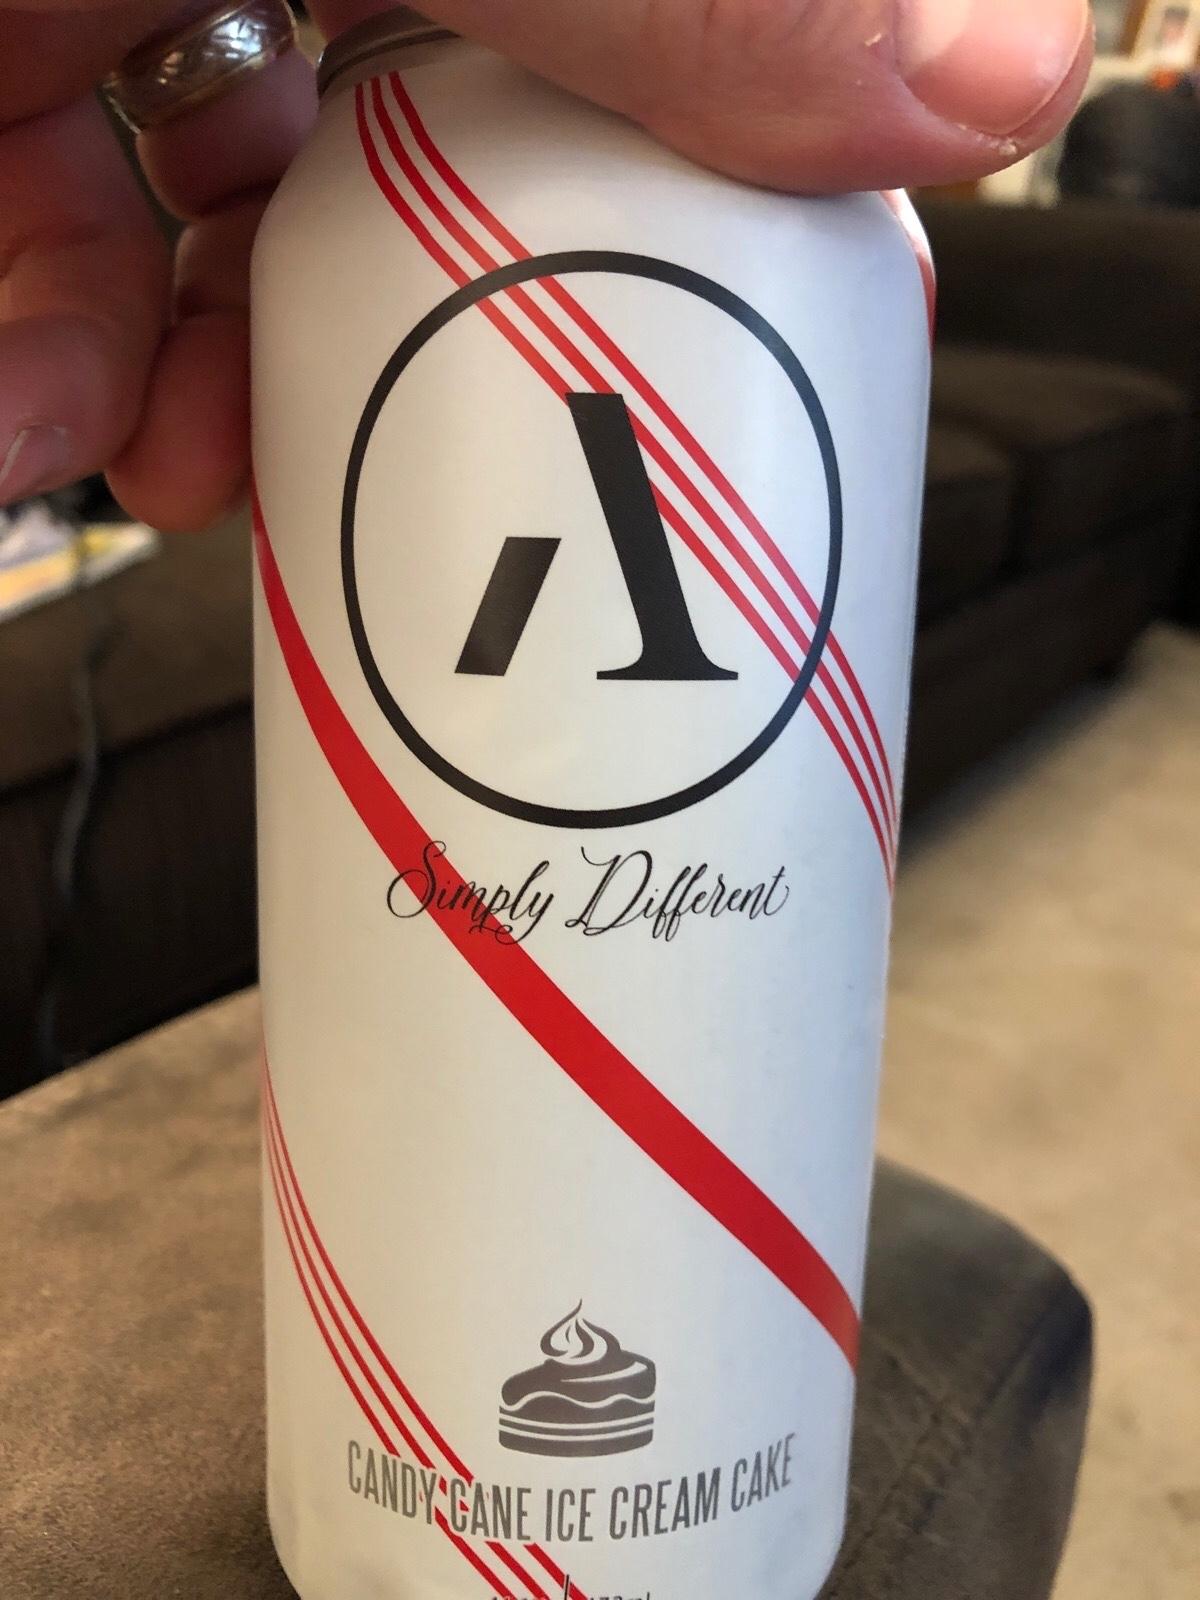 A
Simply Different
CANDY CANE ICE CREAM CAKE